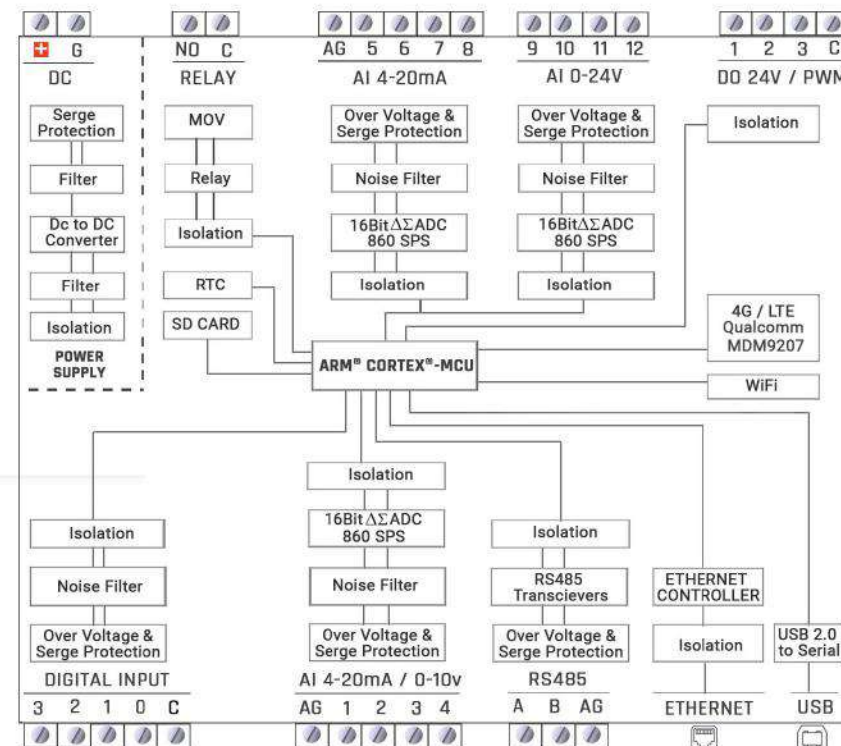 + G
DC
Serge
Protection
Filter
Dc to DC
Converter
Filter
Isolation
POWER
SUPPLY
NO C
RELAY
MOV
Relay
Isolation
RTC
SD CARD
AG 5 6 7 8
AI 4-20mA
Over Voltage &
Serge Protection
Noise Filter
16Bit ΔΣADC
860 SPS
Isolation
9 10 11 12
AI 0-24V
Over Voltage &
Serge Protection
Noise Filter
16Bit ΔΣADC
860 SPS
Isolation
1 2 3 C
DO 24V / PWM
Isolation
4G / LTE
Qualcomm
MDM9207
WiFi
ARM® CORTEX®-MCU
Isolation
Noise Filter
Over Voltage &
Serge Protection
DIGITAL INPUT
3 2 1 0 C
Isolation
16Bit ΔΣADC
860 SPS
Noise Filter
Over Voltage &
Serge Protection
AI 4-20mA / 0-10v
AG 1 2 3 4
Isolation
RS485
Transcievers
Over Voltage &
Serge Protection
RS485
A B AG
ETHERNET
CONTROLLER
Isolation
ETHERNET
USB 2.0
to Serial
USB